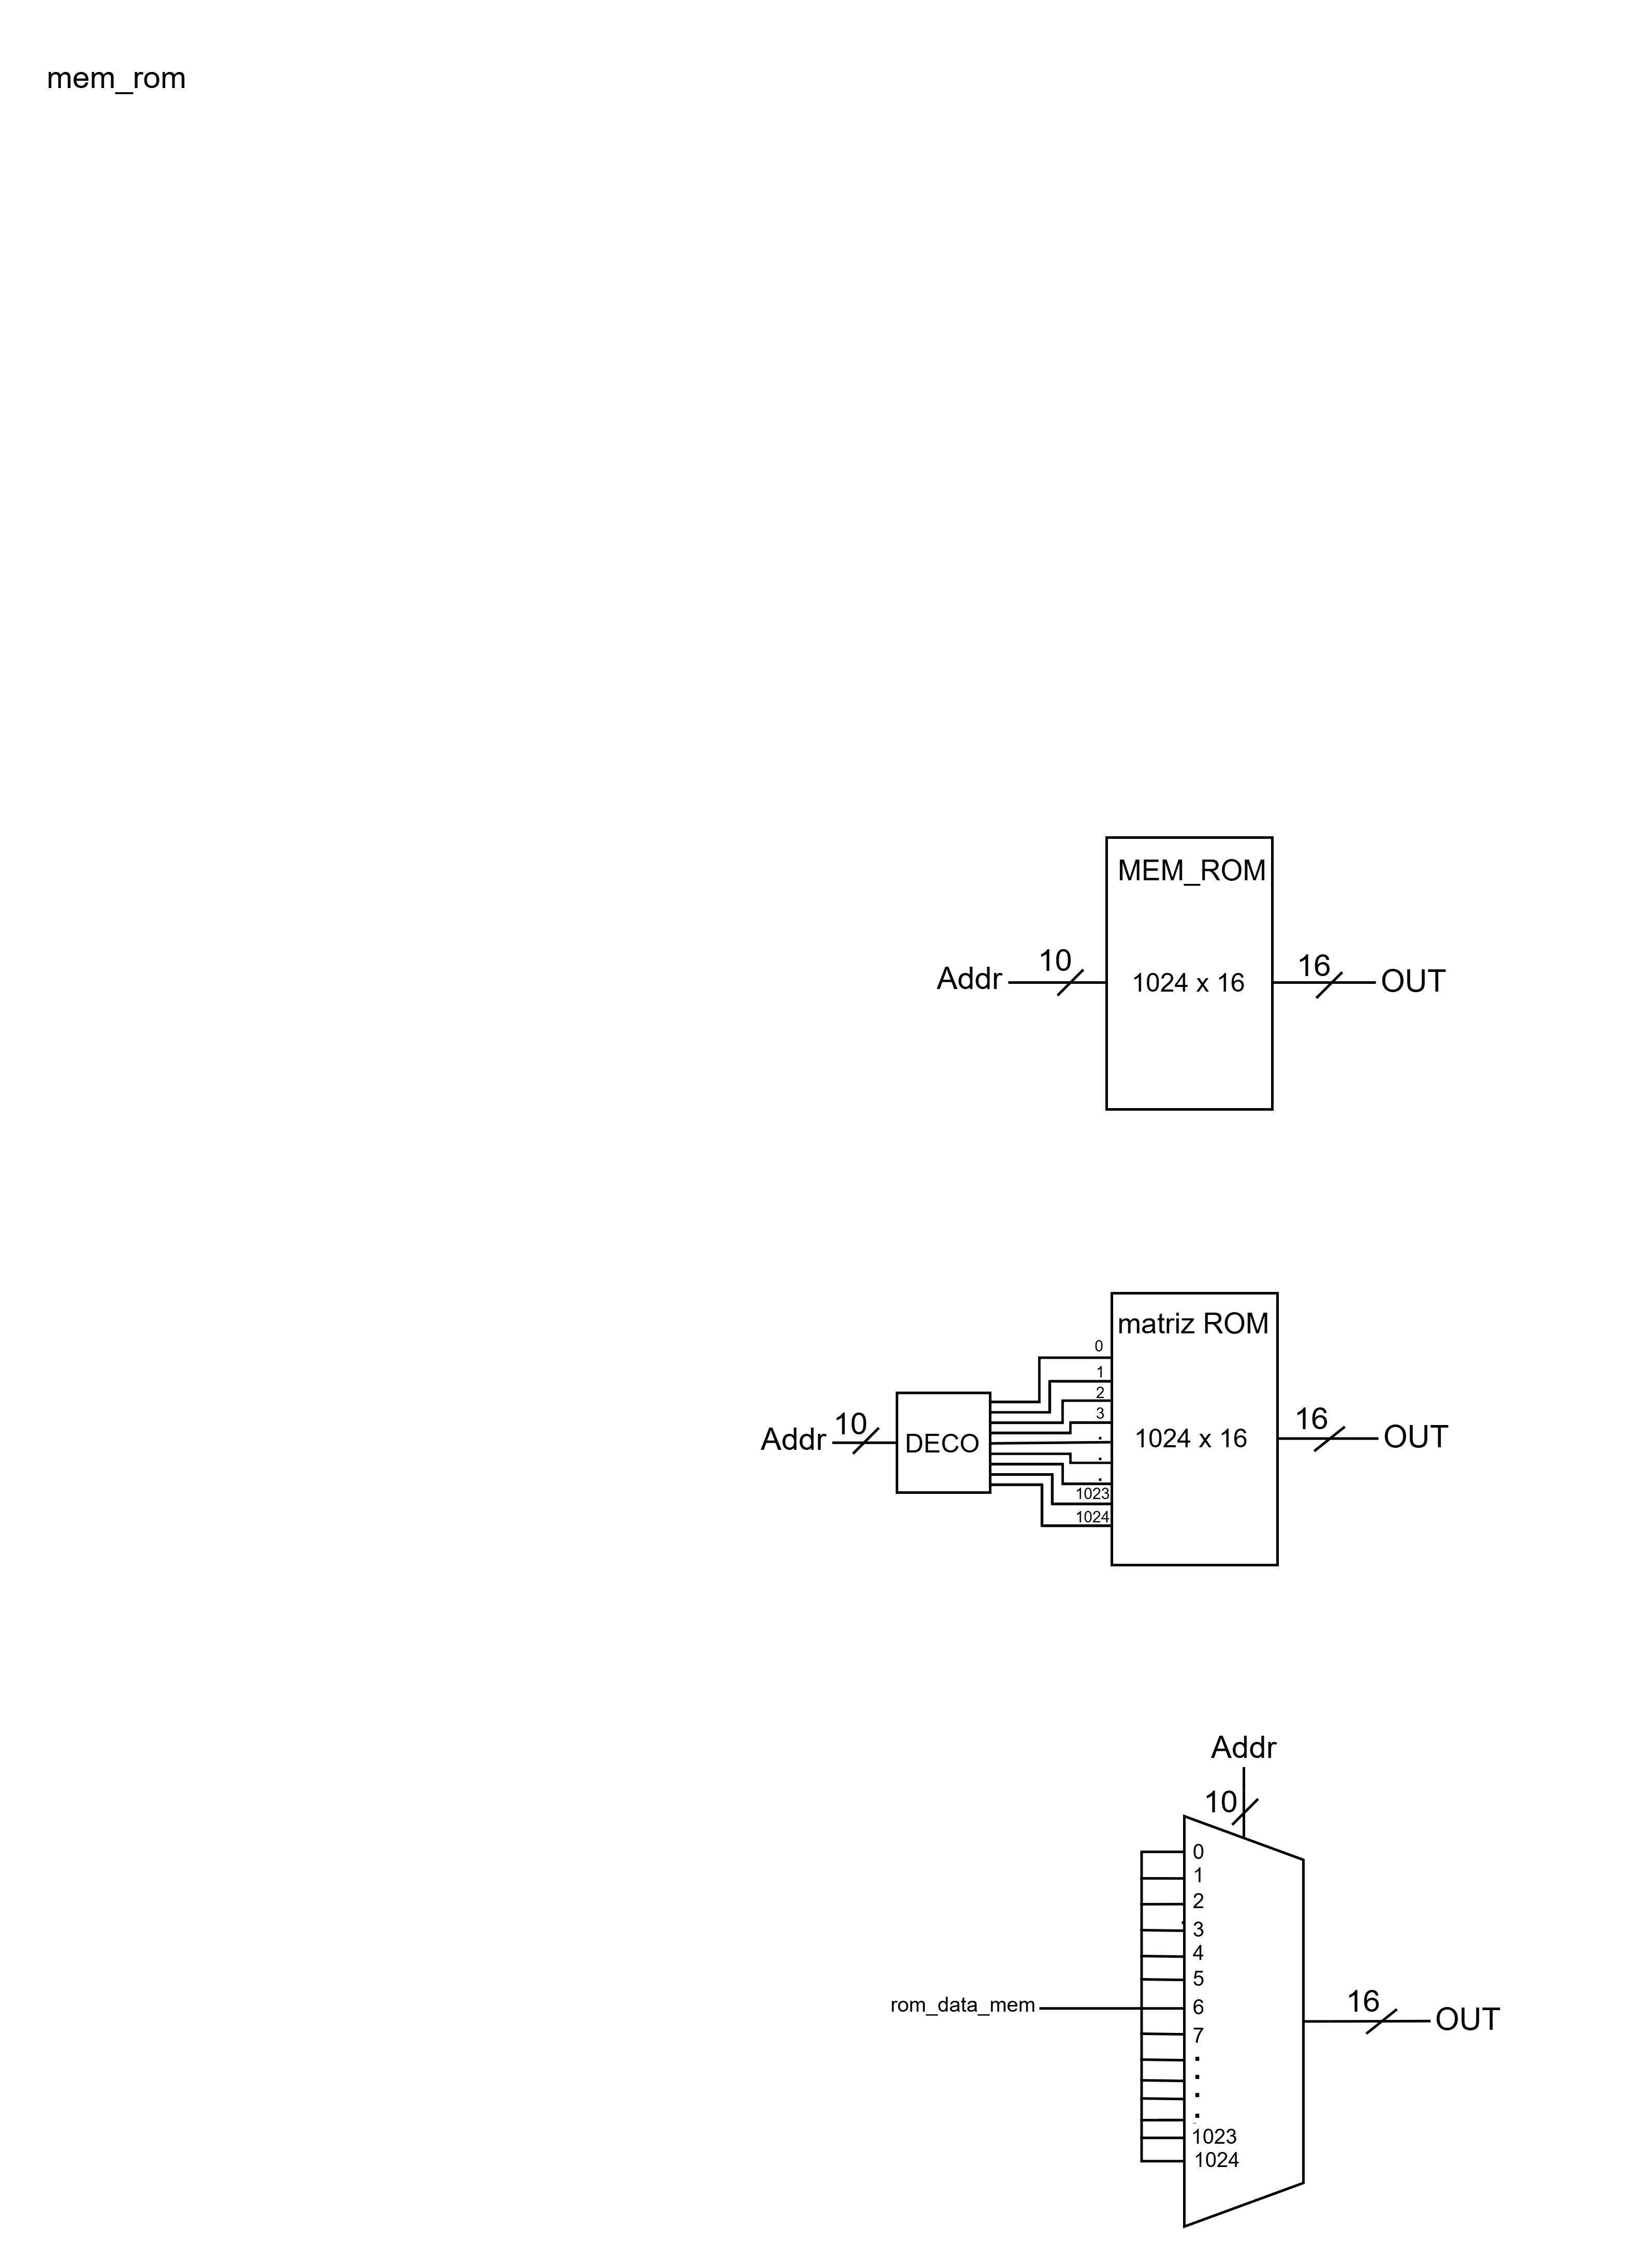 mem_rom
MEM_ROM
10
16
Addr
1024 x 16
OUT
matriz ROM
0
1
2
3
.
.
.
1023
1024
10
16
Addr
DECO
1024 x 16
OUT
Addr
10
0
1
2
3
4
5
6
7
.
.
.
.
1023
1024
rom_data_mem
16
OUT